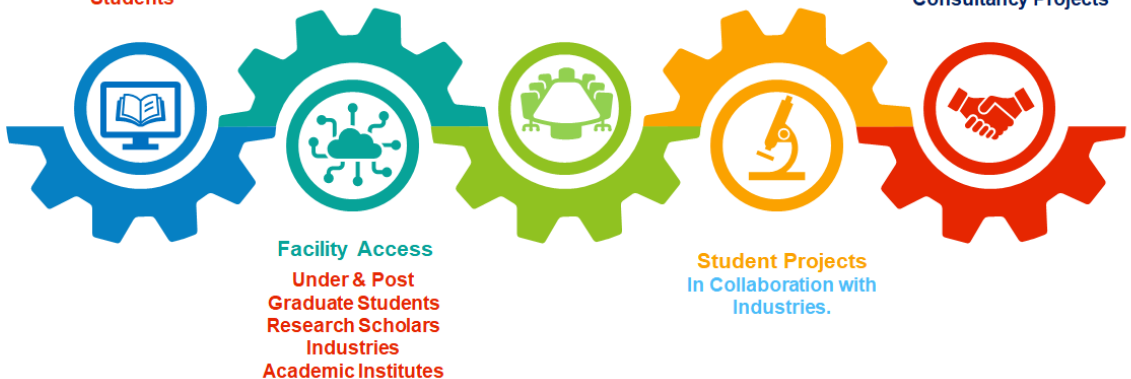 Students
Consultancy Projects
Facility Access
Under & Post
Graduate Students
Research Scholars
Industries
Academic Institutes
Student Projects
In Collaboration with
Industries.